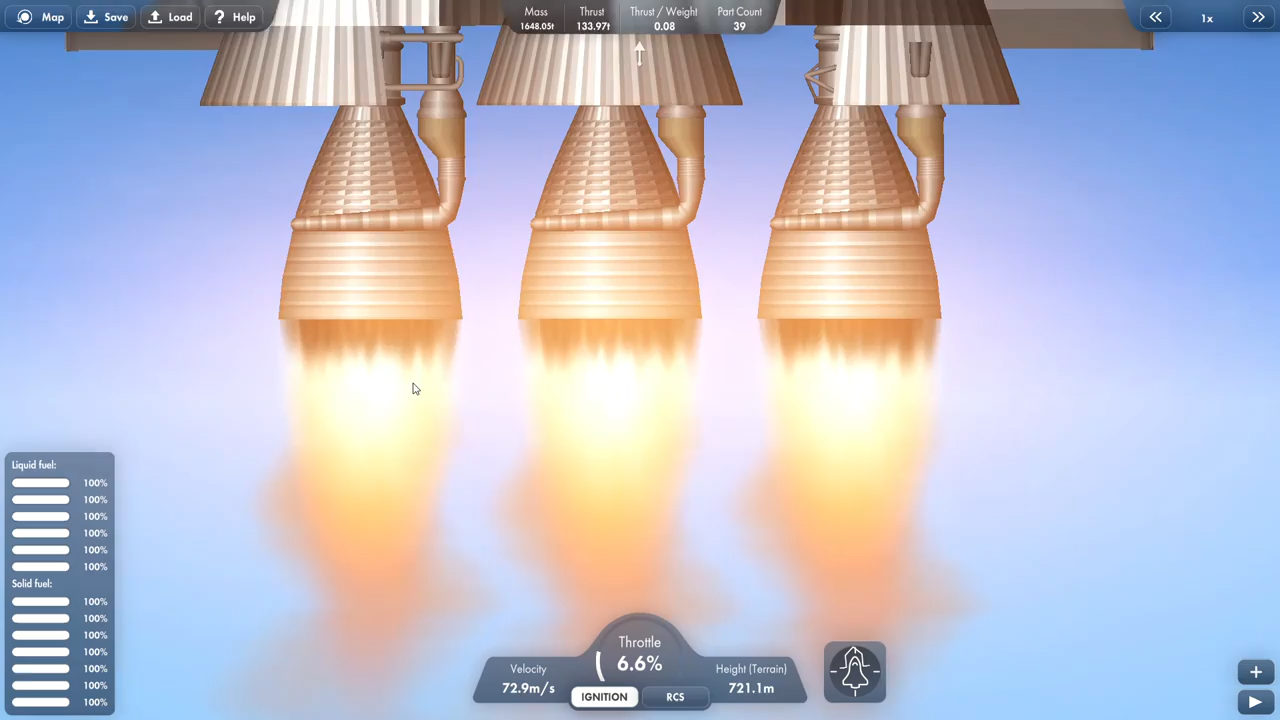 Map
Save
Load
Help
Mass
1648.05t
Thrust
133.97t
Thrust / Weight
0.08
Part Count
39
1x
Liquid fuel:
100%
100%
100%
100%
100%
100%
Solid fuel:
100%
100%
100%
100%
100%
100%
100%
Throttle
6.6%
Velocity
72.9m/s
Height (Terrain)
721.1m
IGNITION
RCS